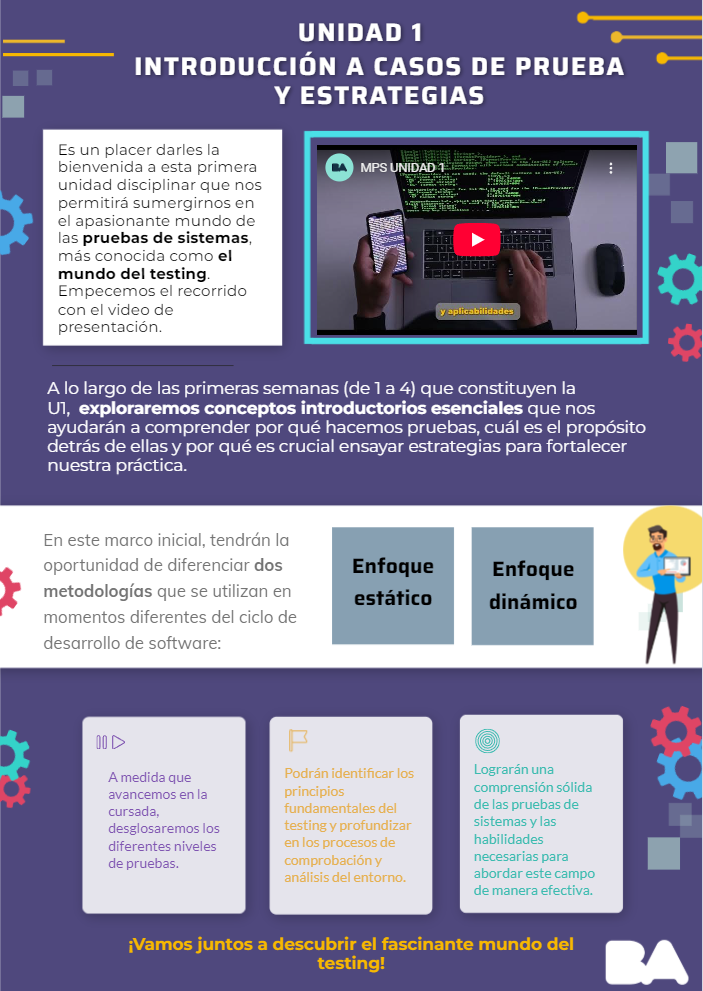 UNIDAD 1
INTRODUCCIÓN A CASOS DE PRUEBA
Y ESTRATEGIAS
Es un placer darles la
bienvenida a esta primera
unidad disciplinar que nos
permitirá sumergirnos en
el apasionante mundo de
las pruebas de sistemas,
más conocida como el
mundo del testing.
Empecemos el recorrido
con el video de
presentación.
BA
MPS UNIDAD 1
y aplicabilidades
A lo largo de las primeras semanas (de 1 a 4) que constituyen la
U1, exploraremos conceptos introductorios esenciales que nos
ayudarán a comprender por qué hacemos pruebas, cuál es el propósito
detrás de ellas y por qué es crucial ensayar estrategias para fortalecer
nuestra práctica.
En este marco inicial, tendrán la
oportunidad de diferenciar dos
metodologías que se utilizan en
momentos diferentes del ciclo de
desarrollo de software:
Enfoque
estático
Enfoque
dinámico
A medida que
avancemos en la
cursada,
desglosaremos los
diferentes niveles
de pruebas.
Podrán identificar los
principios
fundamentales del
testing y profundizar
en los procesos de
comprobación y
análisis del entorno.
Lograrán una
comprensión sólida
de las pruebas de
sistemas y las
habilidades
necesarias para
abordar este campo
de manera efectiva.
¡Vamos juntos a descubrir el fascinante mundo del
testing!
BA